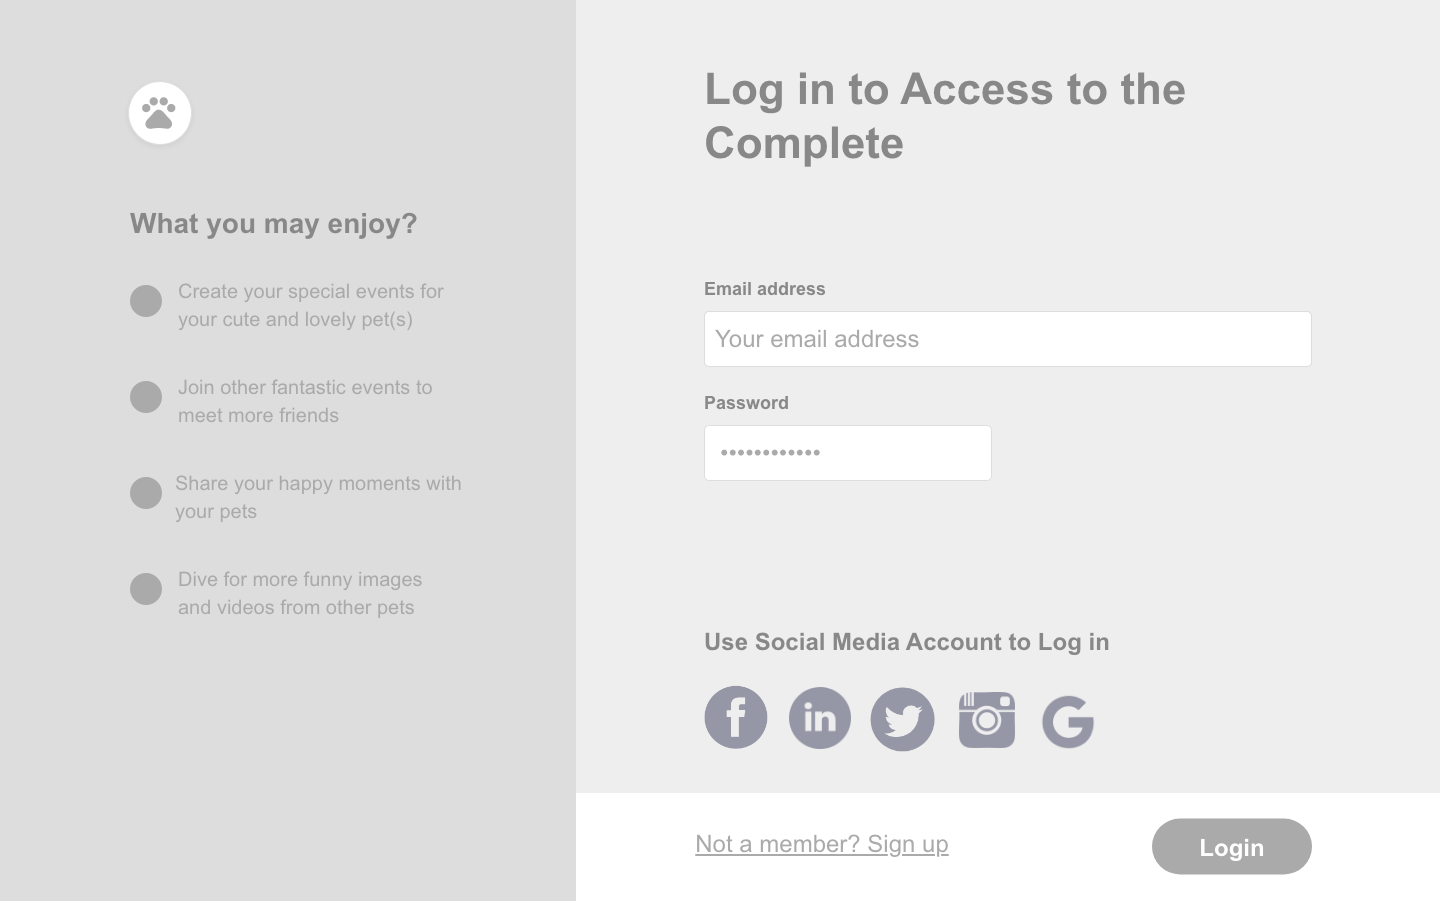 What you may enjoy?
Create your special events for
your cute and lovely pet(s)
Join other fantastic events to
meet more friends
Share your happy moments with
your pets
Dive for more funny images
and videos from other pets
Log in to Access to the
Complete
Email address
Your email address
Password
••••••••••••
Use Social Media Account to Log in
f
in
G
Not a member? Sign up
Login